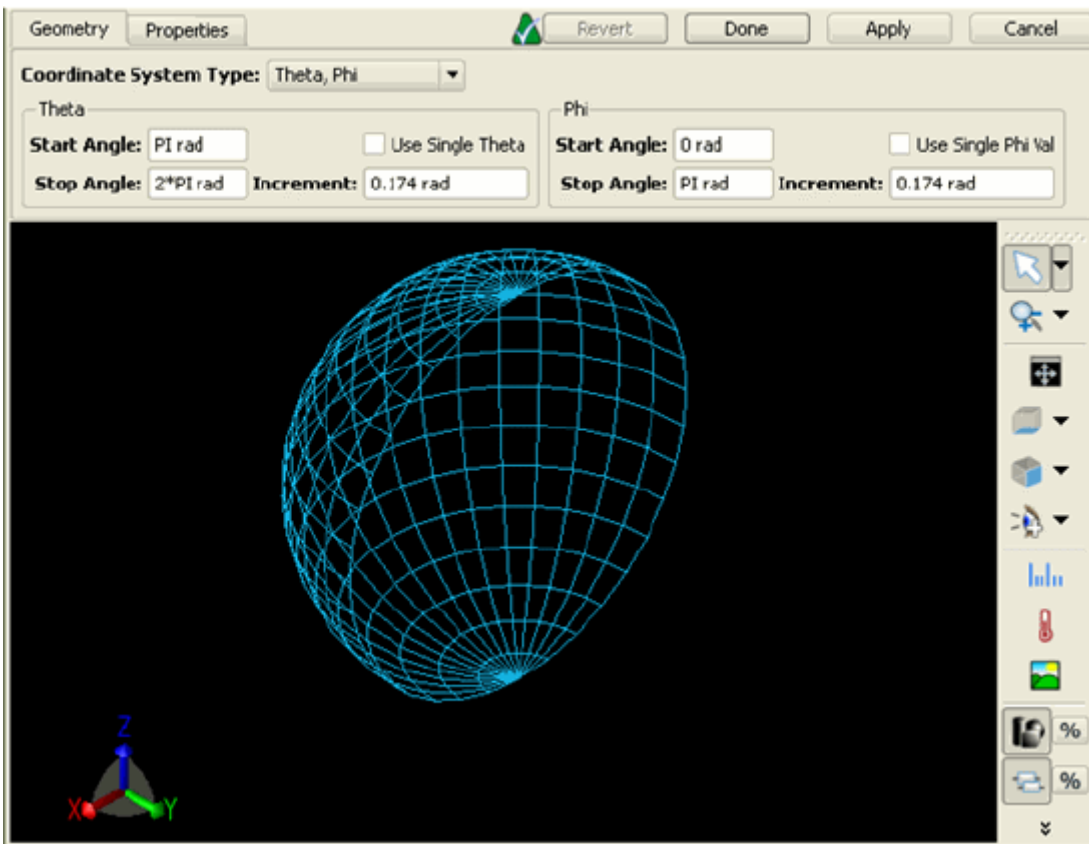 Geometry Properties Revert Done Apply Cancel
Coordinate System Type: Theta, Phi
Theta Phi
Start Angle: PI rad Use Single Theta Start Angle: 0 rad Use Single Phi Val
Stop Angle: 2*PI rad Increment: 0.174 rad Stop Angle: PI rad Increment: 0.174 rad
Z
X Y
%
%